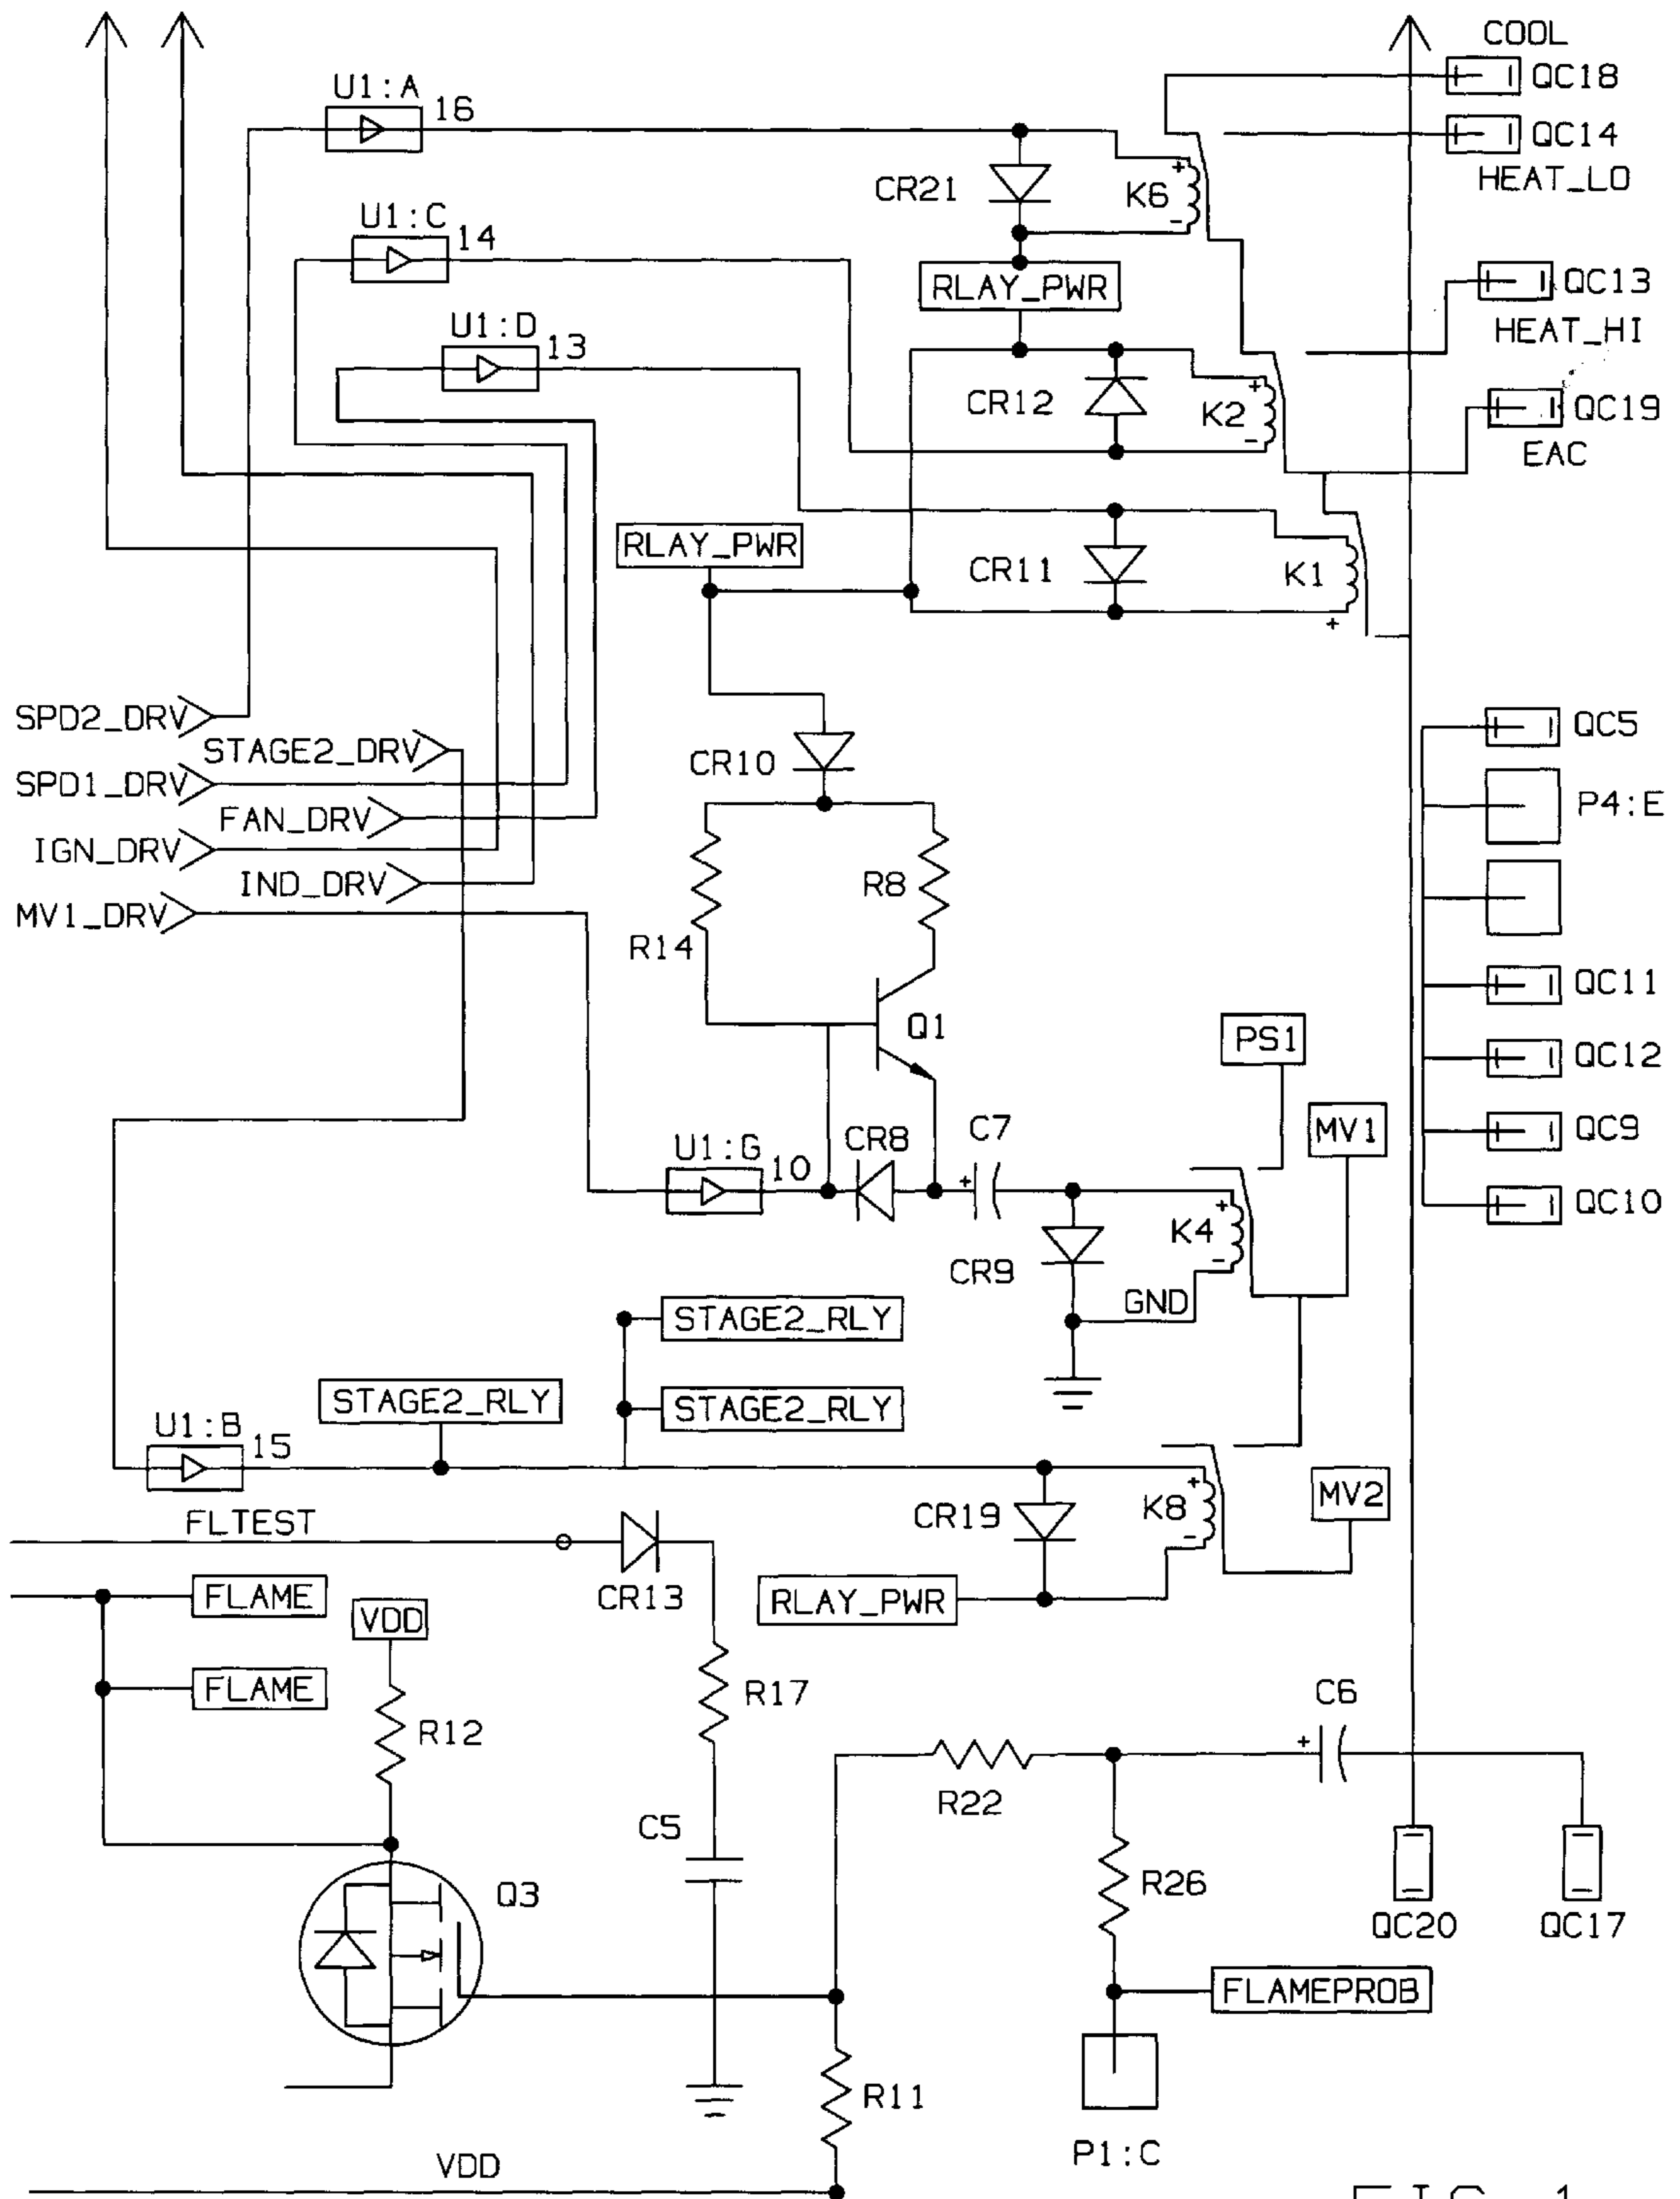 COOL
QC18
U1:A
16
QC14
HEAT_LO
CR21
+
K6
-
U1:C
14
RLAY_PWR
QC13
HEAT_HI
U1:D
13
CR12
+
K2
-
QC19
EAC
RLAY_PWR
CR11
K1
+
SPD2_DRV
STAGE2_DRV
SPD1_DRV
FAN_DRV
IGN_DRV
IND_DRV
MV1_DRV
CR10
QC5
P4:E
R8
R14
QC11
Q1
PS1
QC12
MV1
QC9
U1:G
10
CR8
C7
+
QC10
+
K4
-
CR9
GND
STAGE2_RLY
STAGE2_RLY
STAGE2_RLY
U1:B
15
+
K8
-
MV2
CR19
FLTEST
CR13
RLAY_PWR
FLAME
VDD
FLAME
R17
R12
C6
+
R22
C5
R26
Q3
QC20
QC17
FLAMEPROB
R11
P1:C
VDD